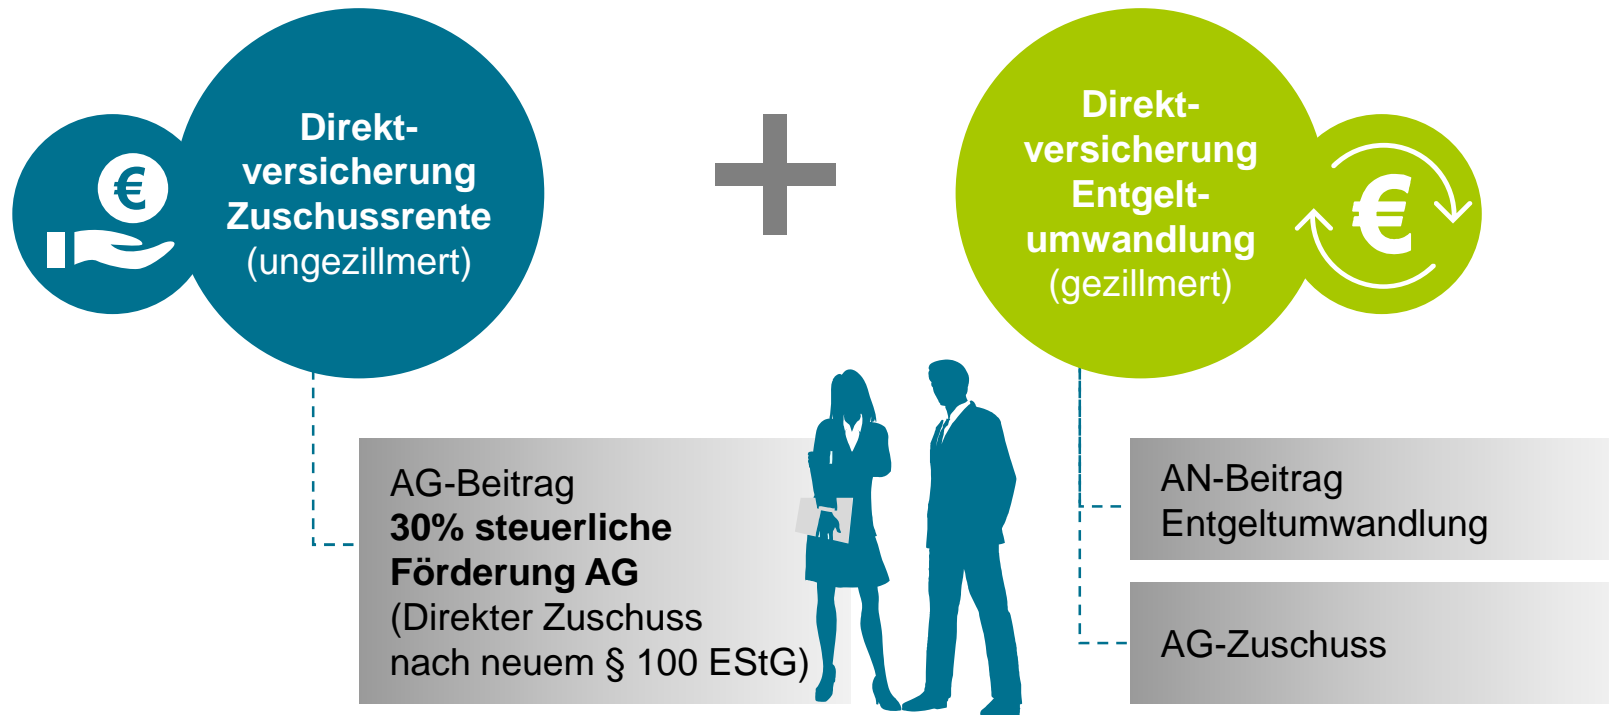 Direkt-
versicherung
Zuschussrente
(ungezillmert)
€
Direkt-
versicherung
Entgelt-
umwandlung
(gezillmert)
€
AG-Beitrag
30% steuerliche
Förderung AG
(Direkter Zuschuss
nach neuem § 100 EStG)
AN-Beitrag
Entgeltumwandlung
AG-Zuschuss